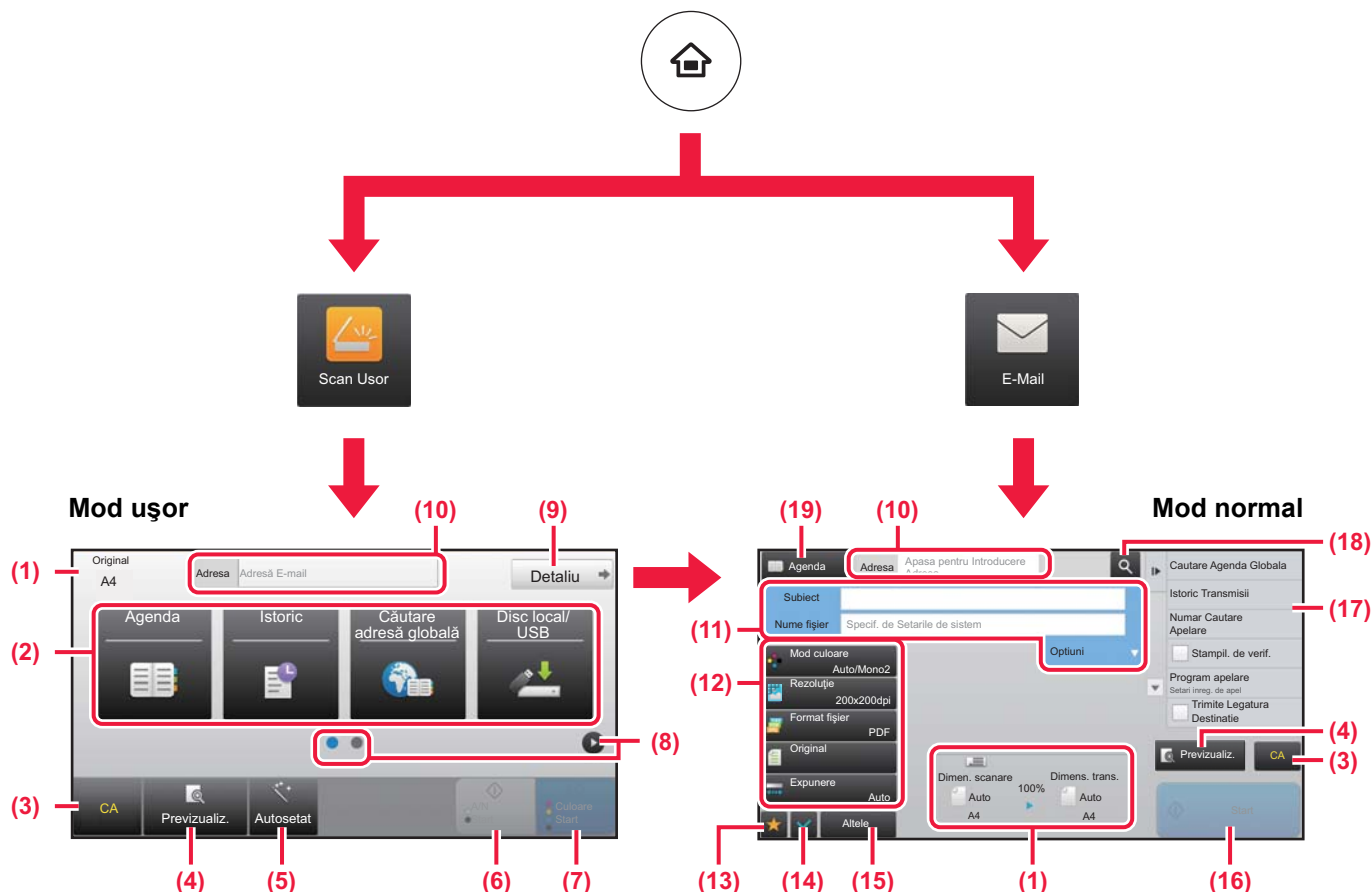 Scan Usor
E-Mail
Mod uşor
Mod normal
(10)
(9)
(1)
Original
A4
Adresa
Adresă E-mail
Detaliu
(2)
Agenda
Istoric
Căutare
adresă globală
Disc local/
USB
(8)
(3)
CA
Previzualiz.
Autosetat
Culoare
Start
(4)
(5)
(6)
(7)
(19)
(10)
(18)
Agenda
Adresa
Apasa pentru Introducere
Cautare Agenda Globala
Istoric Transmisii
(17)
Numar Cautare
Apelare
Stampil. de verif.
Program apelare
Setari inreg. de apel
Trimite Legatura
Destinatie
(11)
Subiect
Nume fişier
Specif. de Setarile de sistem
Optiuni
(12)
Mod culoare
Auto/Mono2
Rezoluţie
200x200dpi
Format fişier
PDF
Original
Expunere
Auto
(4)
Previzualiz.
CA
(3)
Dimen. scanare
Auto
A4
100%
Dimens. trans.
Auto
A4
Altele
Start
(13)
(14)
(15)
(1)
(16)